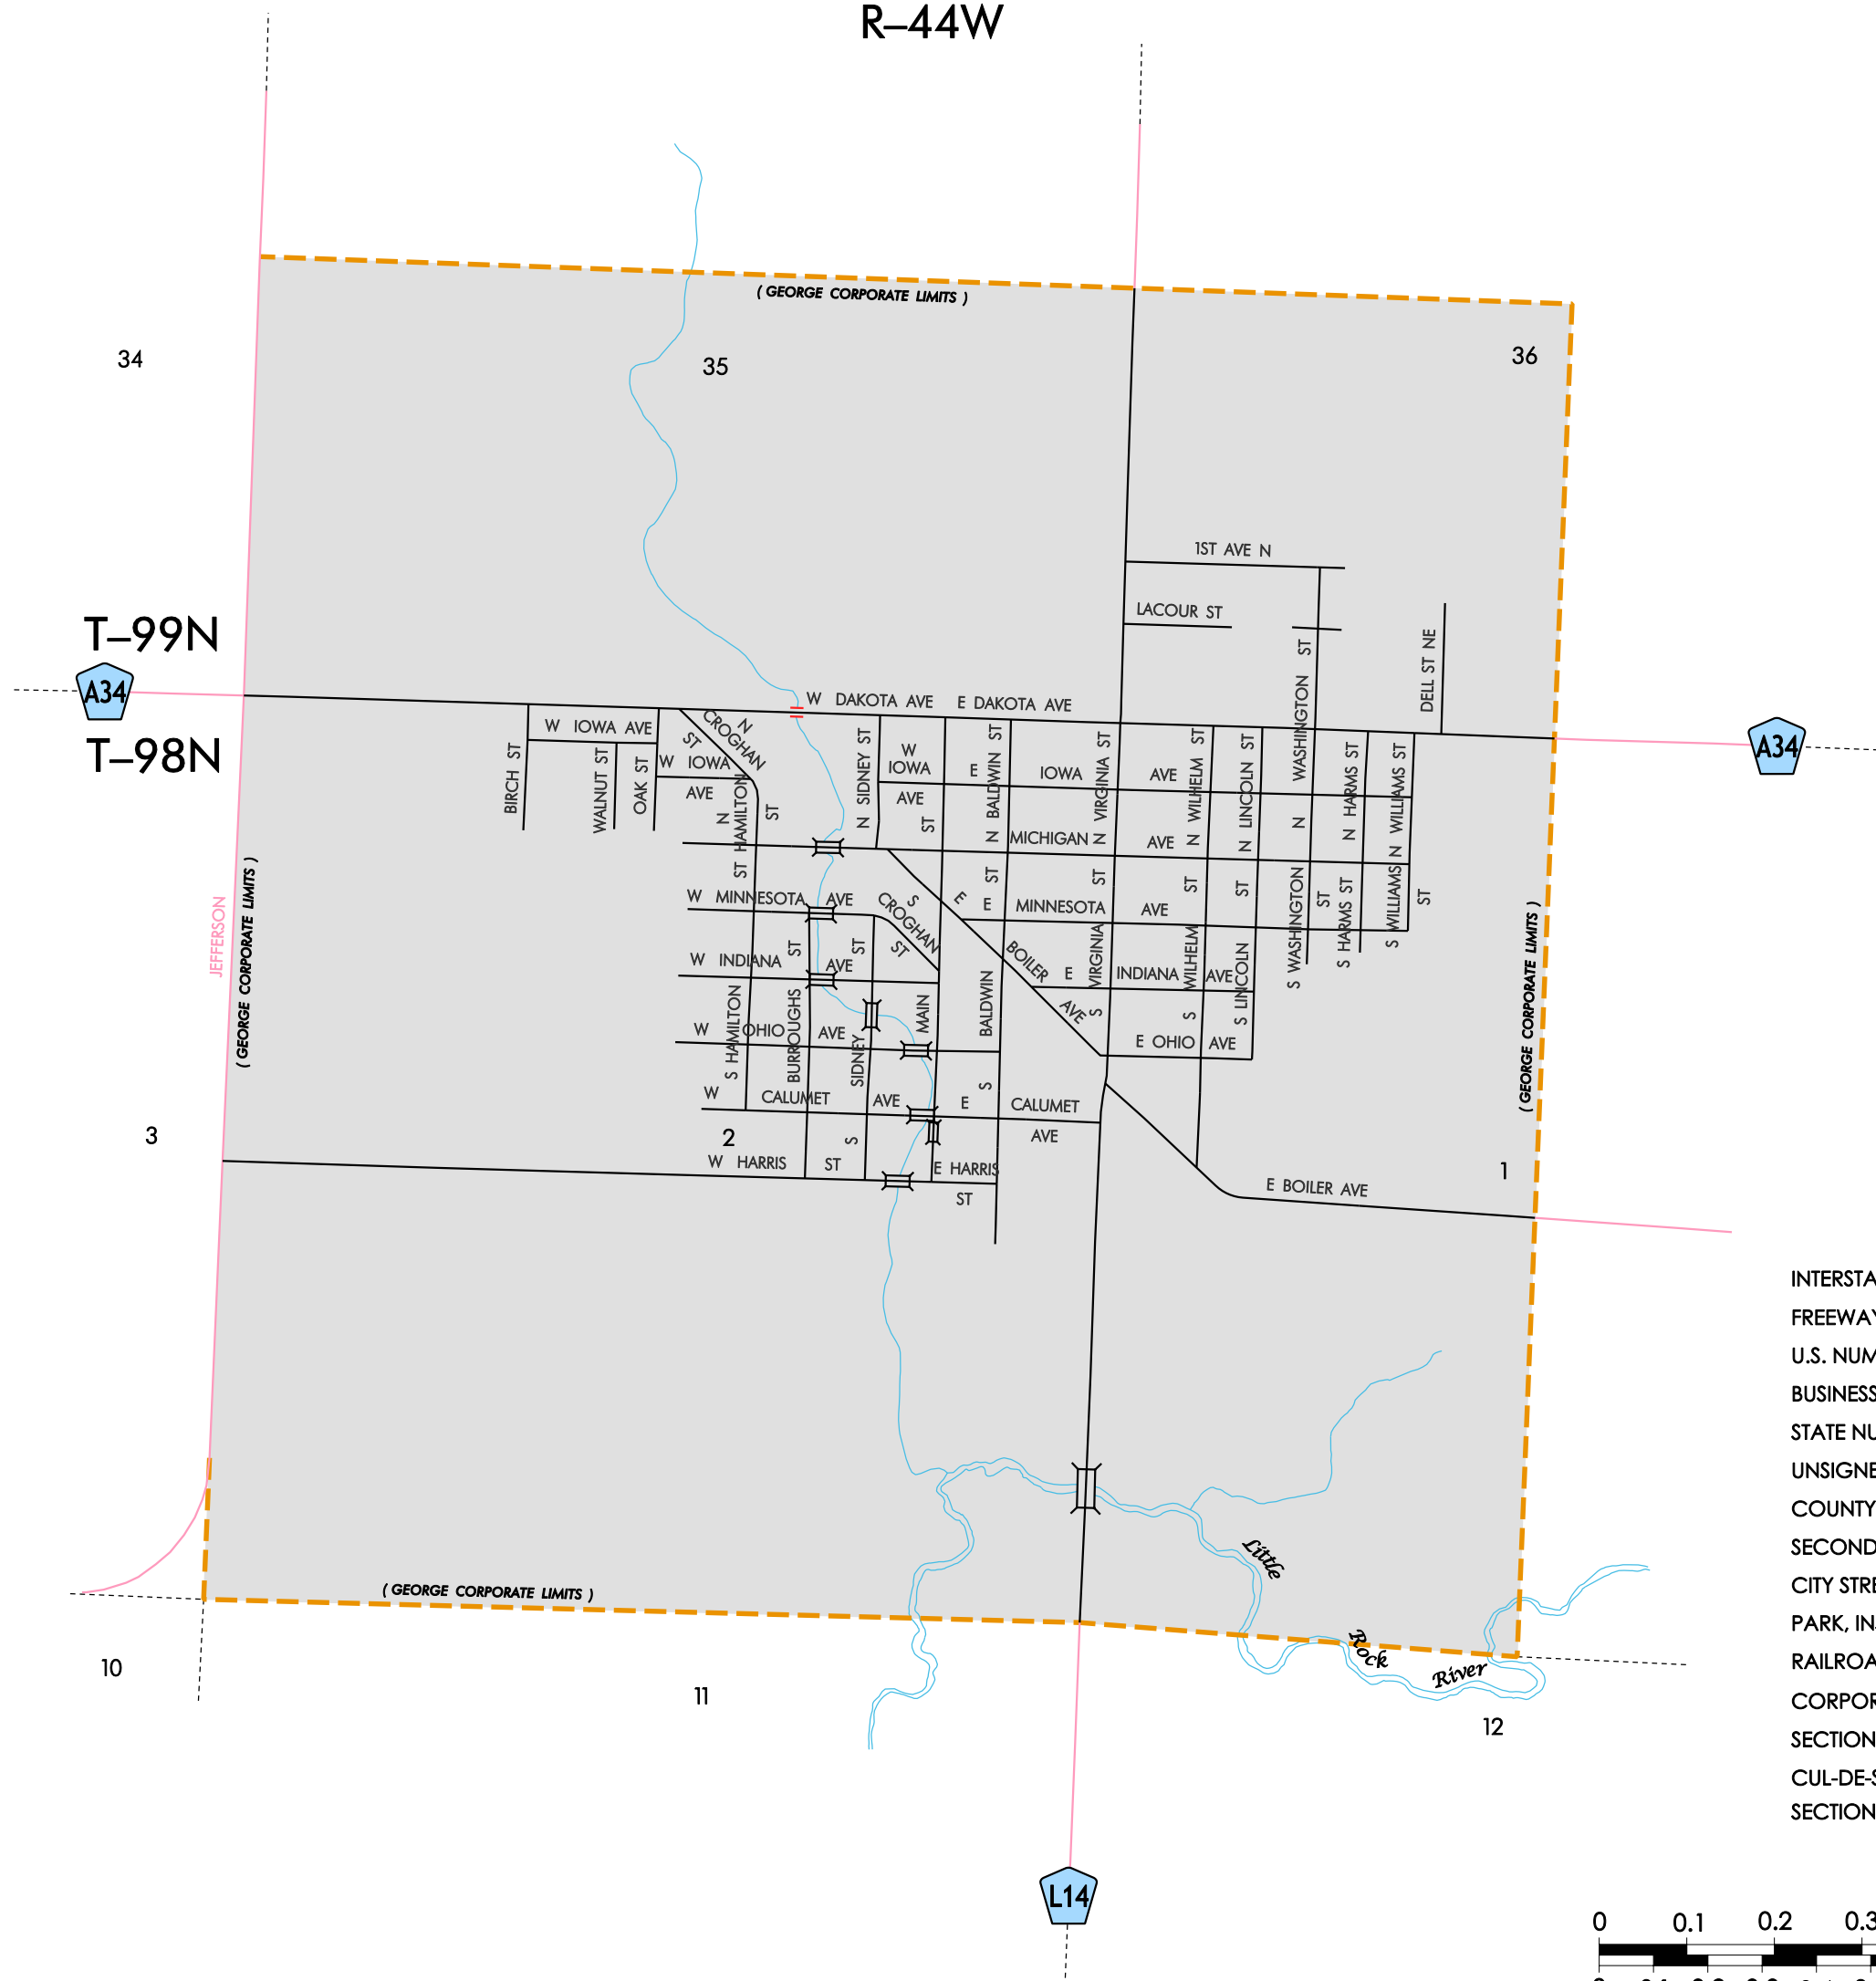 R–44W
( GEORGE CORPORATE LIMITS )
34
35
36
1ST AVE N
LACOUR ST
T–99N
A34
T–98N
W DAKOTA AVE E DAKOTA AVE
DELL ST NE
A34
W IOWA AVE
N CROGHAN ST
BIRCH ST
WALNUT ST
OAK ST
W IOWA AVE
N HAMILTON ST
ST
N SIDNEY ST
W IOWA AVE
ST
E IOWA AVE
N BALDWIN ST
N VIRGINIA ST
N WILHELM ST
N LINCOLN ST
N WASHINGTON ST
N HARMS ST
N WILLIAMS ST
MICHIGAN AVE
W MINNESOTA AVE
S CROGHAN ST
E BOILER AVE
E MINNESOTA AVE
W INDIANA AVE
E INDIANA AVE
S HAMILTON ST
BURROUGHS ST
S SIDNEY ST
MAIN
S BALDWIN ST
S VIRGINIA ST
S WILHELM ST
S LINCOLN ST
S WASHINGTON ST
S HARMS ST
S WILLIAMS ST
W OHIO AVE
E OHIO AVE
W CALUMET AVE
E CALUMET AVE
JEFFERSON
( GEORGE CORPORATE LIMITS )
( GEORGE CORPORATE LIMITS )
3
2
1
W HARRIS ST
E HARRIS ST
E BOILER AVE
Little
Rock
River
( GEORGE CORPORATE LIMITS )
10
11
12
L14
INTERSTA
FREEWAY
U.S. NUM
BUSINESS
STATE NU
UNSIGNE
COUNTY
SECOND
CITY STRE
PARK, IN
RAILROA
CORPOR
SECTION
CUL-DE-S
SECTION
0 0.1 0.2 0.3